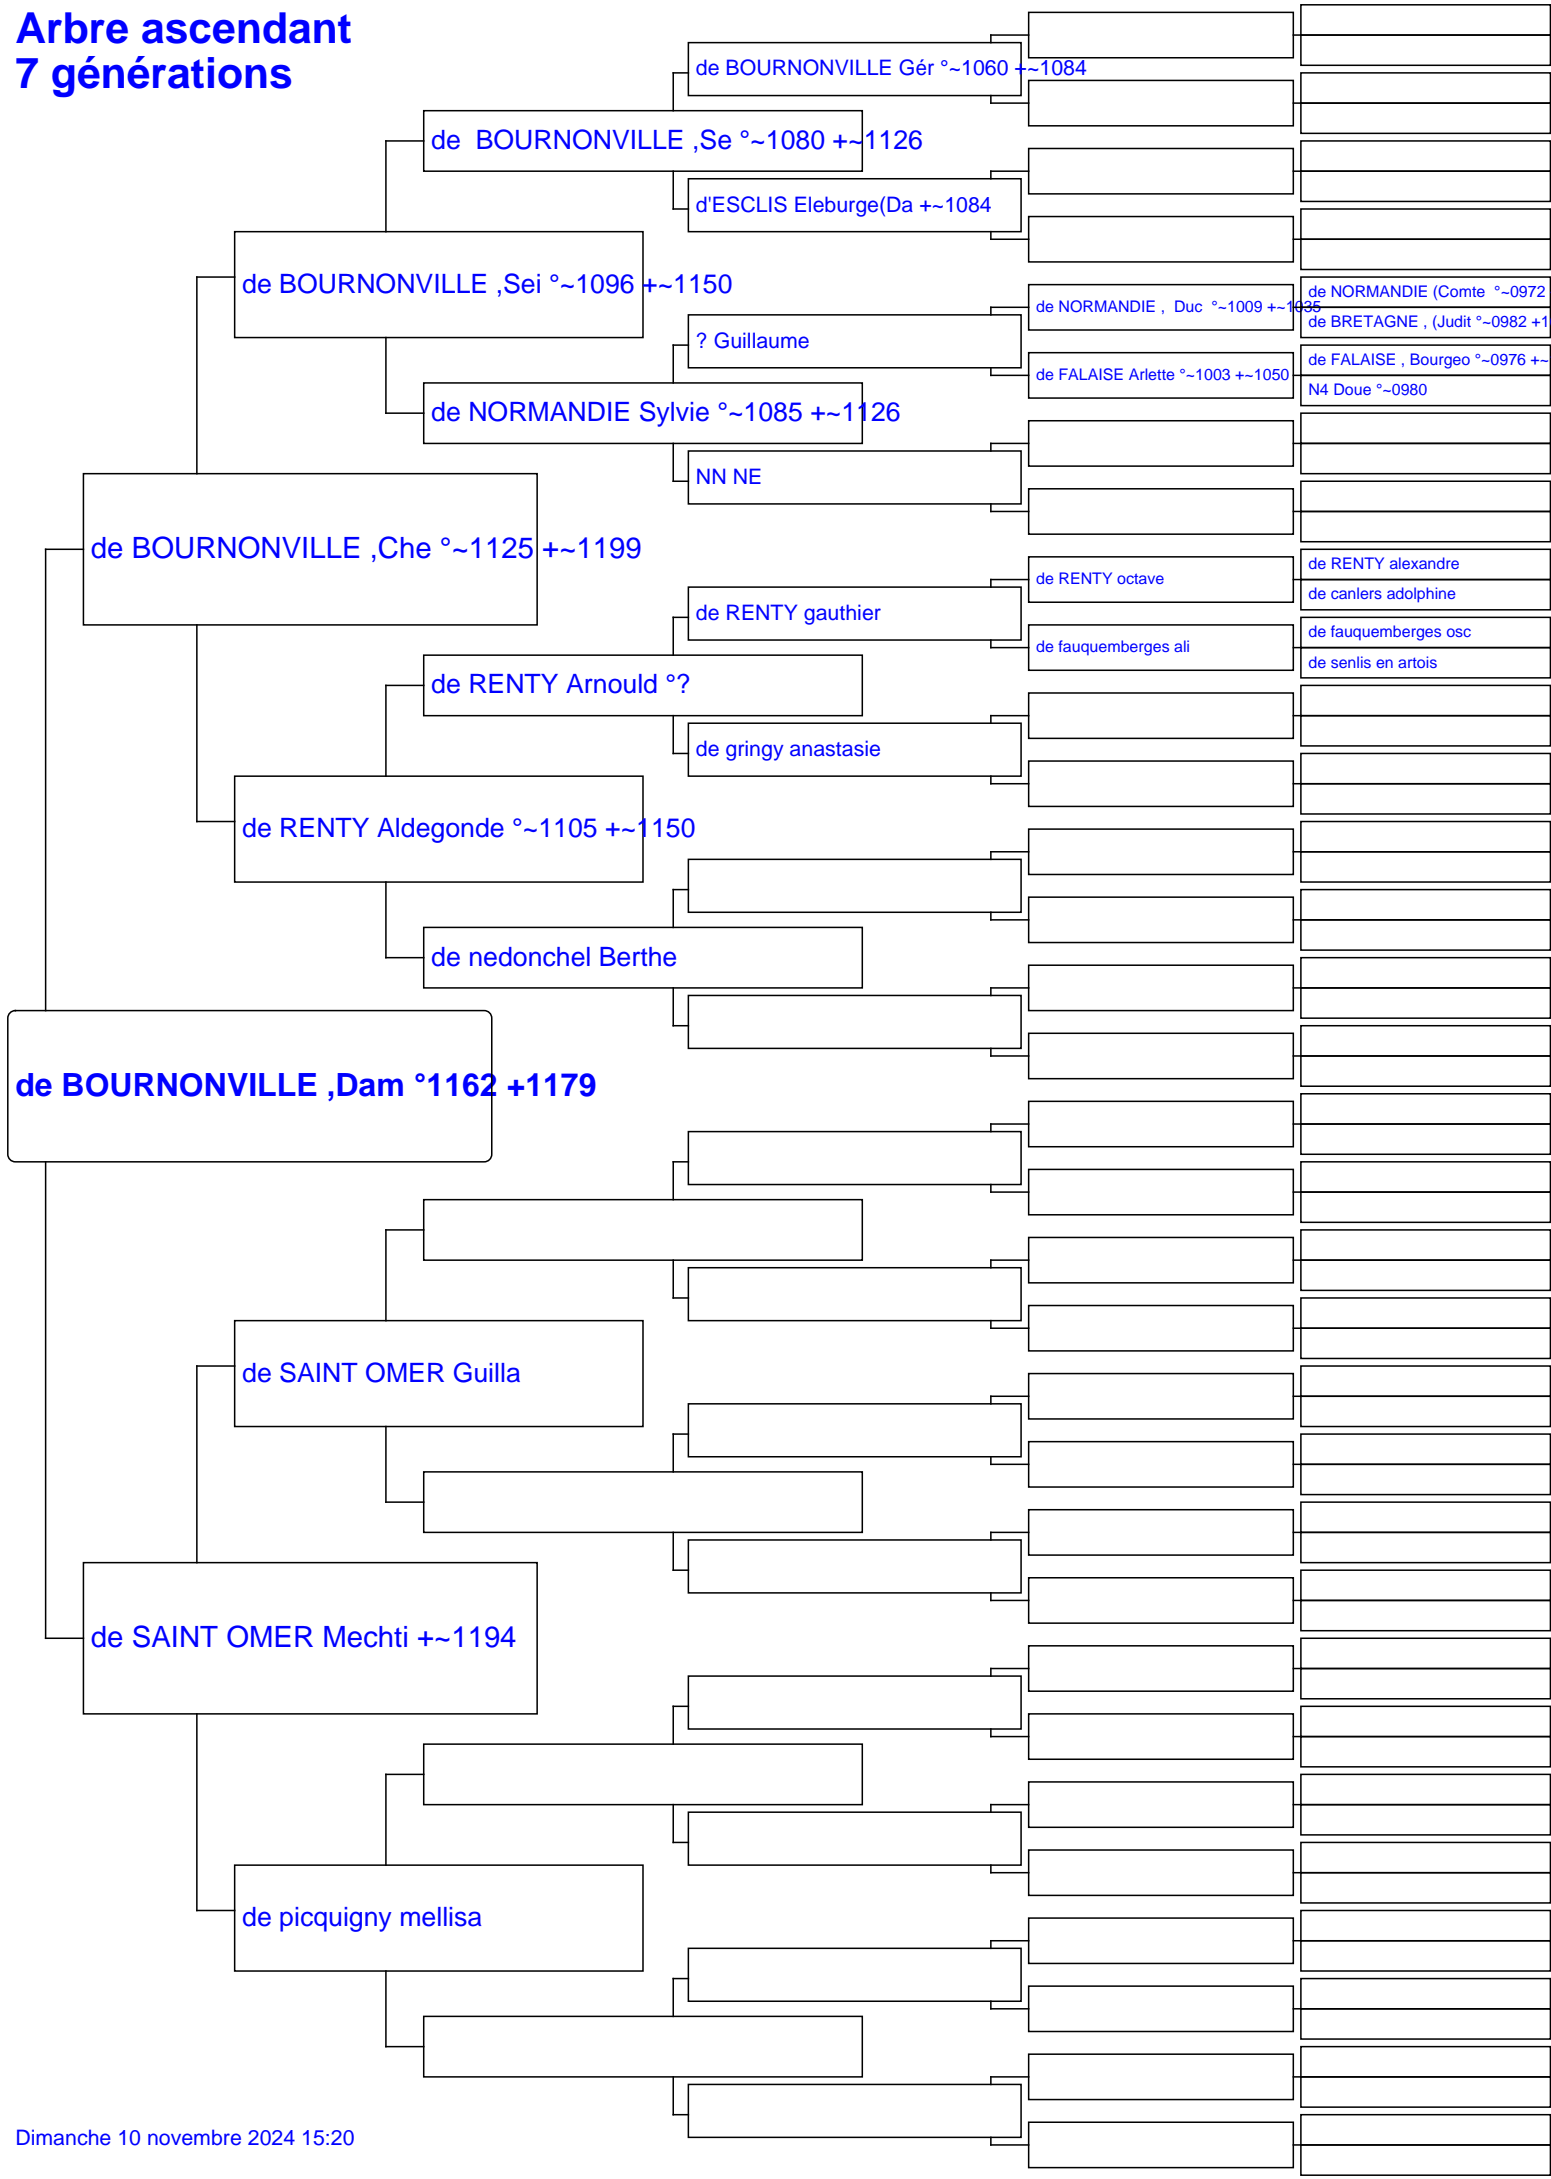 Arbre ascendant
7 générations
de BOURNONVILLE Gér °~1060 +~1084
de  BOURNONVILLE ,Se °~1080 +~1126
d'ESCLIS Eleburge(Da +~1084
de BOURNONVILLE ,Sei °~1096 +~1150
de NORMANDIE (Comte  °~0972
de NORMANDIE ,  Duc  °~1009 +~1035
de BRETAGNE , (Judit °~0982 +1
? Guillaume
de FALAISE , Bourgeo °~0976 +~
de FALAISE Arlette °~1003 +~1050
N4 Doue °~0980
de NORMANDIE Sylvie °~1085 +~1126
NN NE
de BOURNONVILLE ,Che °~1125 +~1199
de RENTY alexandre
de RENTY octave
de canlers adolphine
de RENTY gauthier
de fauquemberges osc
de fauquemberges ali
de senlis en artois
de RENTY Arnould °?
de gringy anastasie
de RENTY Aldegonde °~1105 +~1150
de nedonchel Berthe
de BOURNONVILLE ,Dam °1162 +1179
de SAINT OMER Guilla
de SAINT OMER Mechti +~1194
de picquigny mellisa
Dimanche 10 novembre 2024 15:20